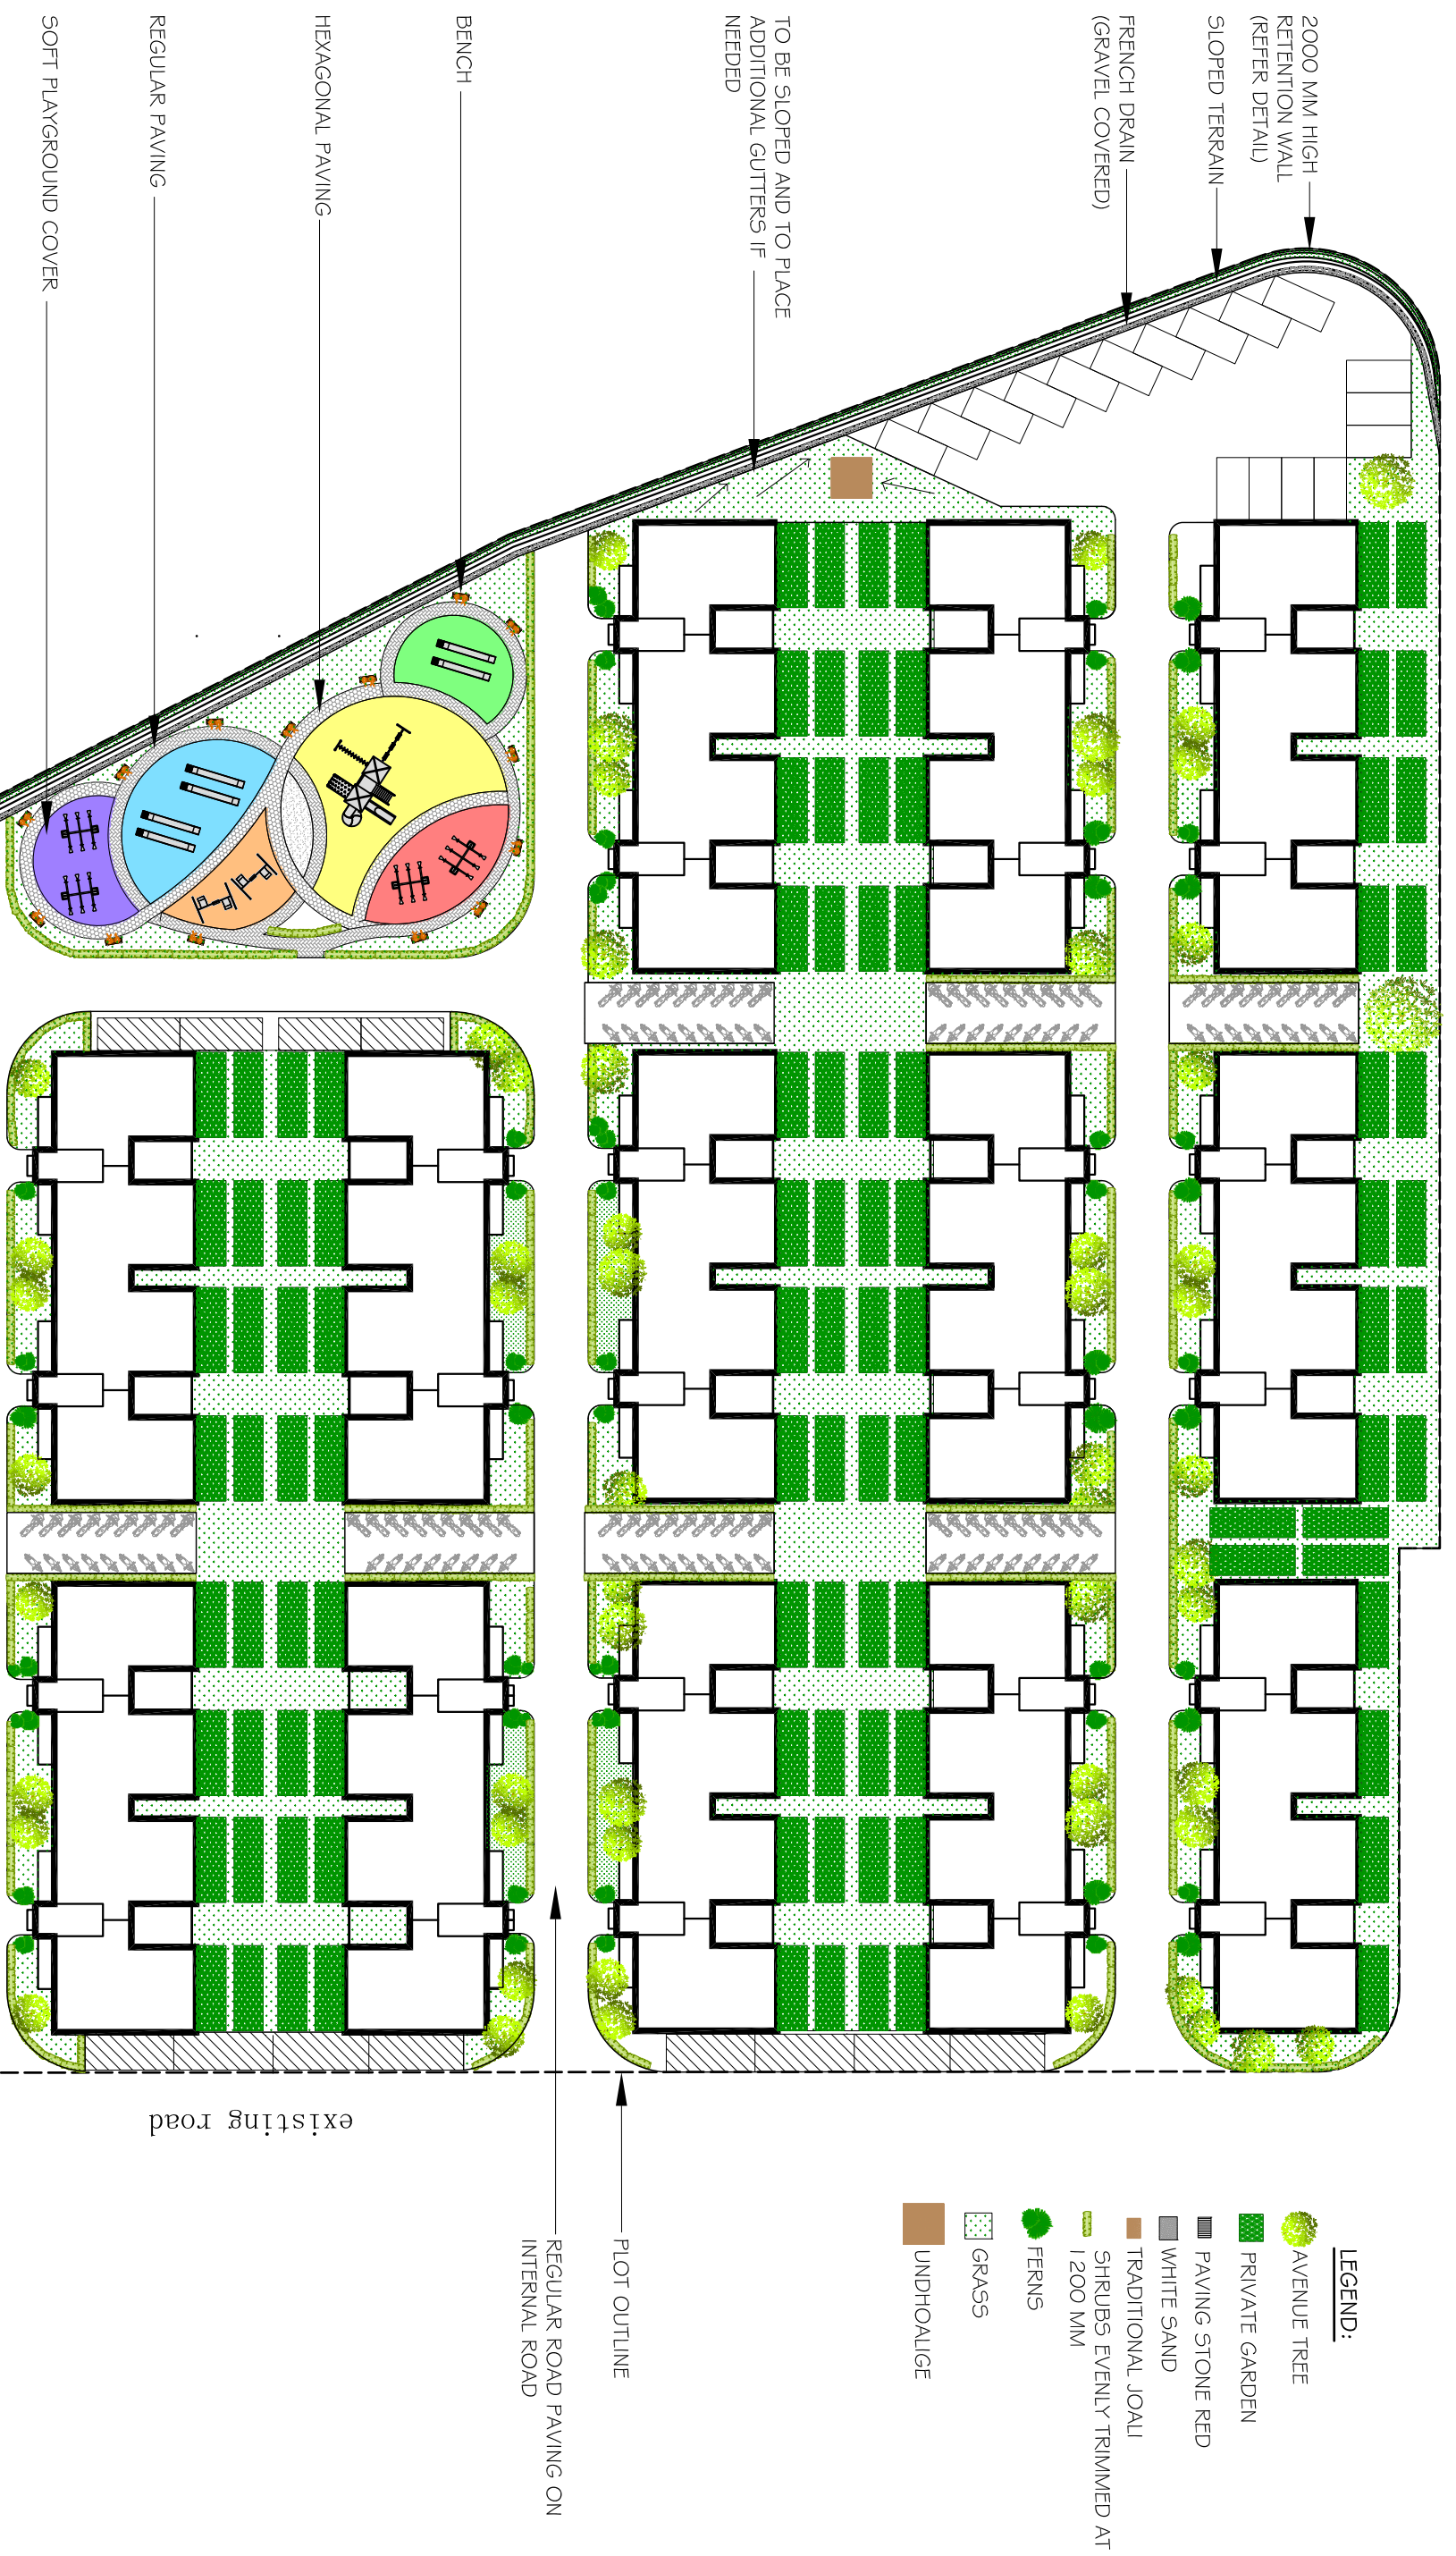 2000 MM HIGH
RETENTION WALL
(REFER DETAIL)
SLOPED TERRAIN
FRENCH DRAIN
(GRAVEL COVERED)
TO BE SLOPED AND TO PLACE
ADDITIONAL GUTTERS IF
NEEDED
BENCH
HEXAGONAL PAVING
REGULAR PAVING
SOFT PLAYGROUND COVER
existing road
LEGEND:
AVENUE TREE
PRIVATE GARDEN
PAVING STONE RED
WHITE SAND
TRADITIONAL JOALI
SHRUBS EVENLY TRIMMED AT
1200 MM
FERNS
GRASS
UNDHOALIGE
PLOT OUTLINE
REGULAR ROAD PAVING ON
INTERNAL ROAD